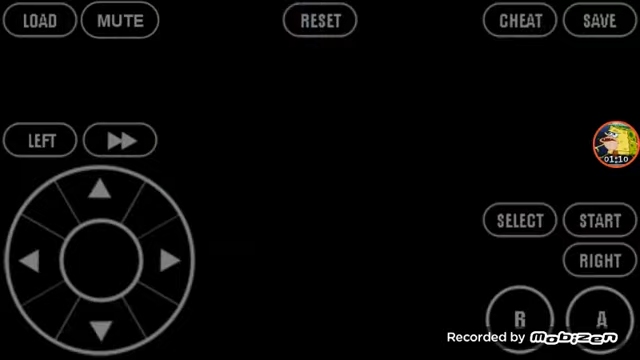 LOAD MUTE RESET CHEAT SAVE
LEFT
01:10
SELECT START
RIGHT
B A
Recorded by mobizen